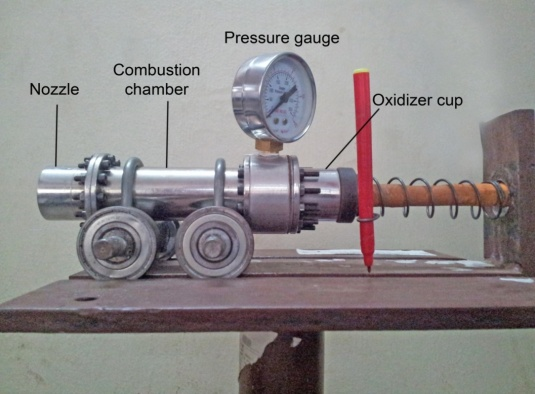 Pressure gauge
Combustion
chamber
Nozzle
Oxidizer cup